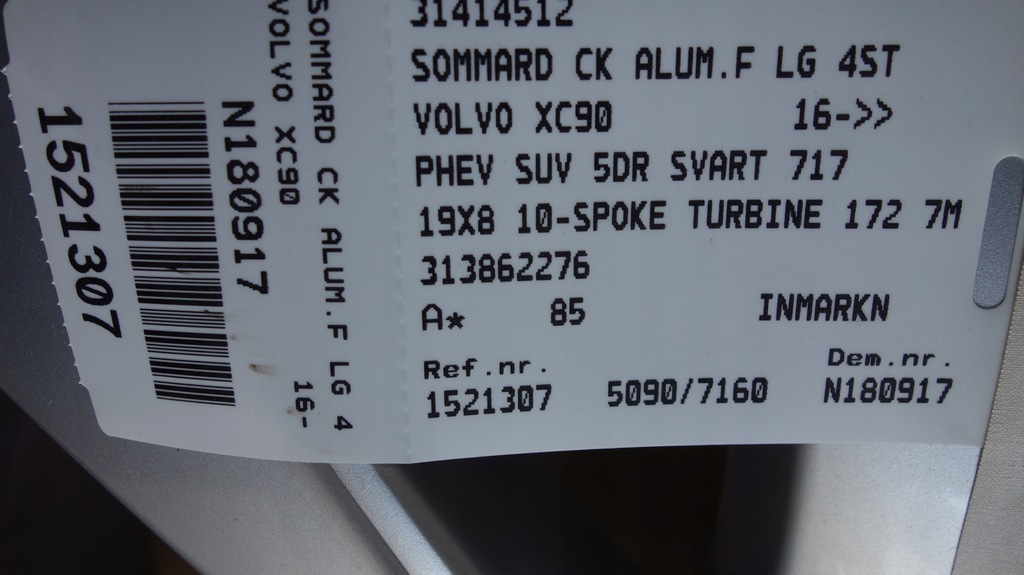 31414512
SOMMARD CK ALUM.F LG 4ST
VOLVO XC90 16->>
PHEV SUV 5DR SVART 717
19X8 10-SPOKE TURBINE 172 7M
313862276
A* 85 INMARKN
Ref.nr. Dem.nr.
1521307 5090/7160 N180917
SOMMARD CK ALUM.F LG 4
VOLVO XC90 16-
N180917
1521307